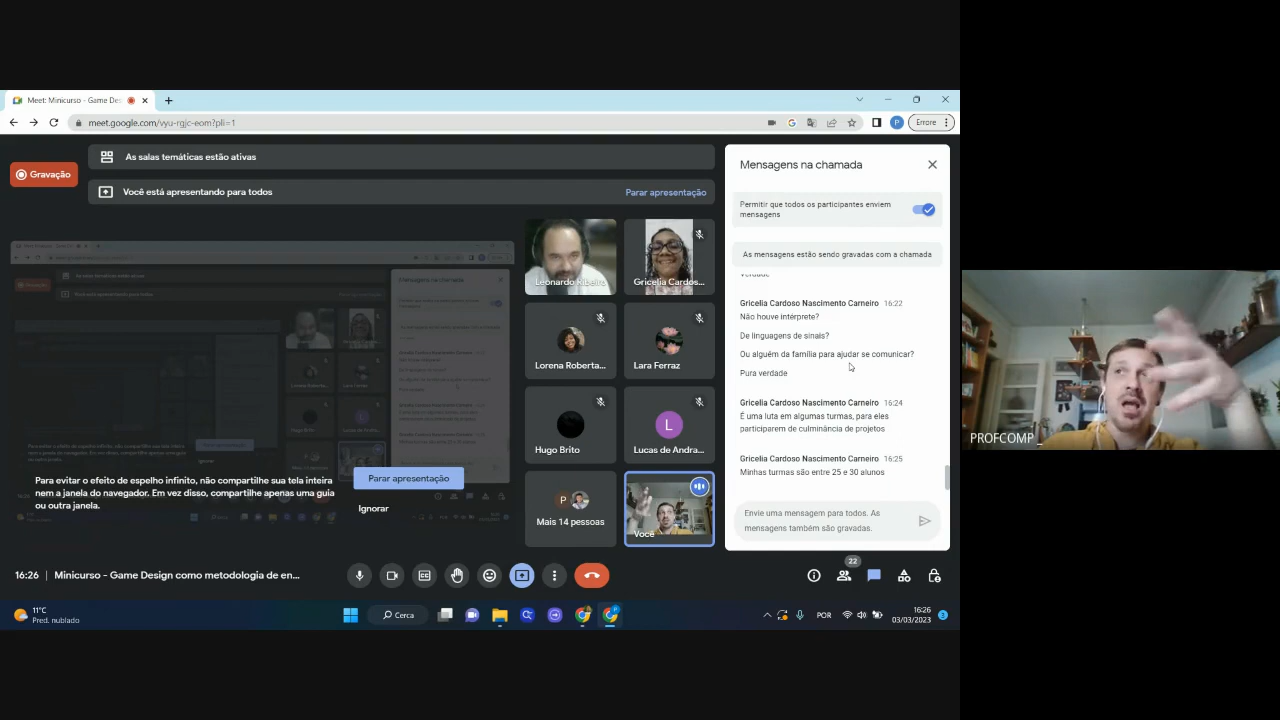 Meet: Minicurso - Game Des
meet.google.com/vyu-rgjc-eom?pli=1
Errore
Gravação
As salas temáticas estão ativas
Você está apresentando para todos
Parar apresentação
Leonardo Ribeiro
Gricelia Cardos...
Lorena Roberta...
Lara Ferraz
Hugo Brito
Lucas de Andra...
L
P
Mais 14 pessoas
Você
Parar apresentação
Ignorar
Para evitar o efeito de espelho infinito, não compartilhe sua tela inteira
nem a janela do navegador. Em vez disso, compartilhe apenas uma guia
ou outra janela.
Mensagens na chamada
Permitir que todos os participantes enviem
mensagens
As mensagens estão sendo gravadas com a chamada
Verdade
Gricelia Cardoso Nascimento Carneiro 16:22
Não houve intérprete?
De linguagens de sinais?
Ou alguém da família para ajudar se comunicar?
Pura verdade
Gricelia Cardoso Nascimento Carneiro 16:24
É uma luta em algumas turmas, para eles
participarem de culminância de projetos
Gricelia Cardoso Nascimento Carneiro 16:25
Minhas turmas são entre 25 e 30 alunos
Envie uma mensagem para todos. As
mensagens também são gravadas.
16:26 | Minicurso - Game Design como metodologia de en...
22
11°C
Pred. nublado
Cerca
POR
16:26
03/03/2023
PROFCOMP _